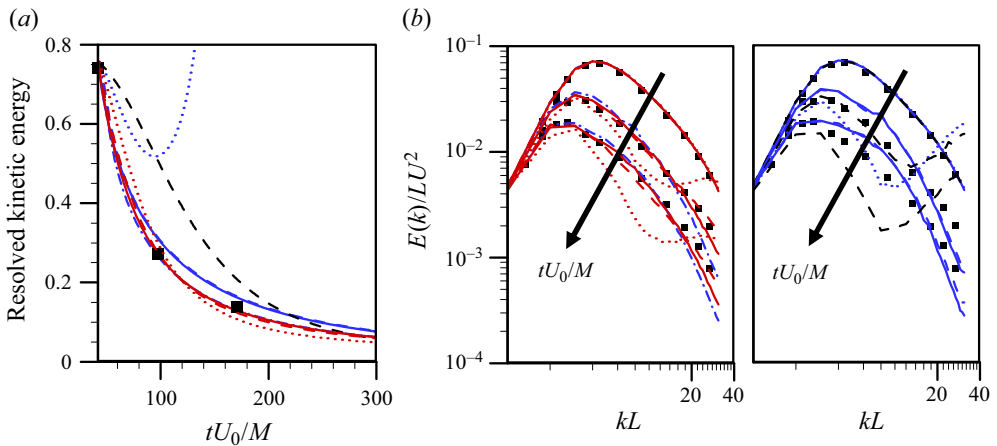 (a)
(b)
Resolved kinetic energy
0.8
0.6
0.4
0.2
0
100
200
300
tU₀/M
E(k)/LU²
10⁻¹
10⁻²
10⁻³
10⁻⁴
tU₀/M
20
40
kL
tU₀/M
20
40
kL